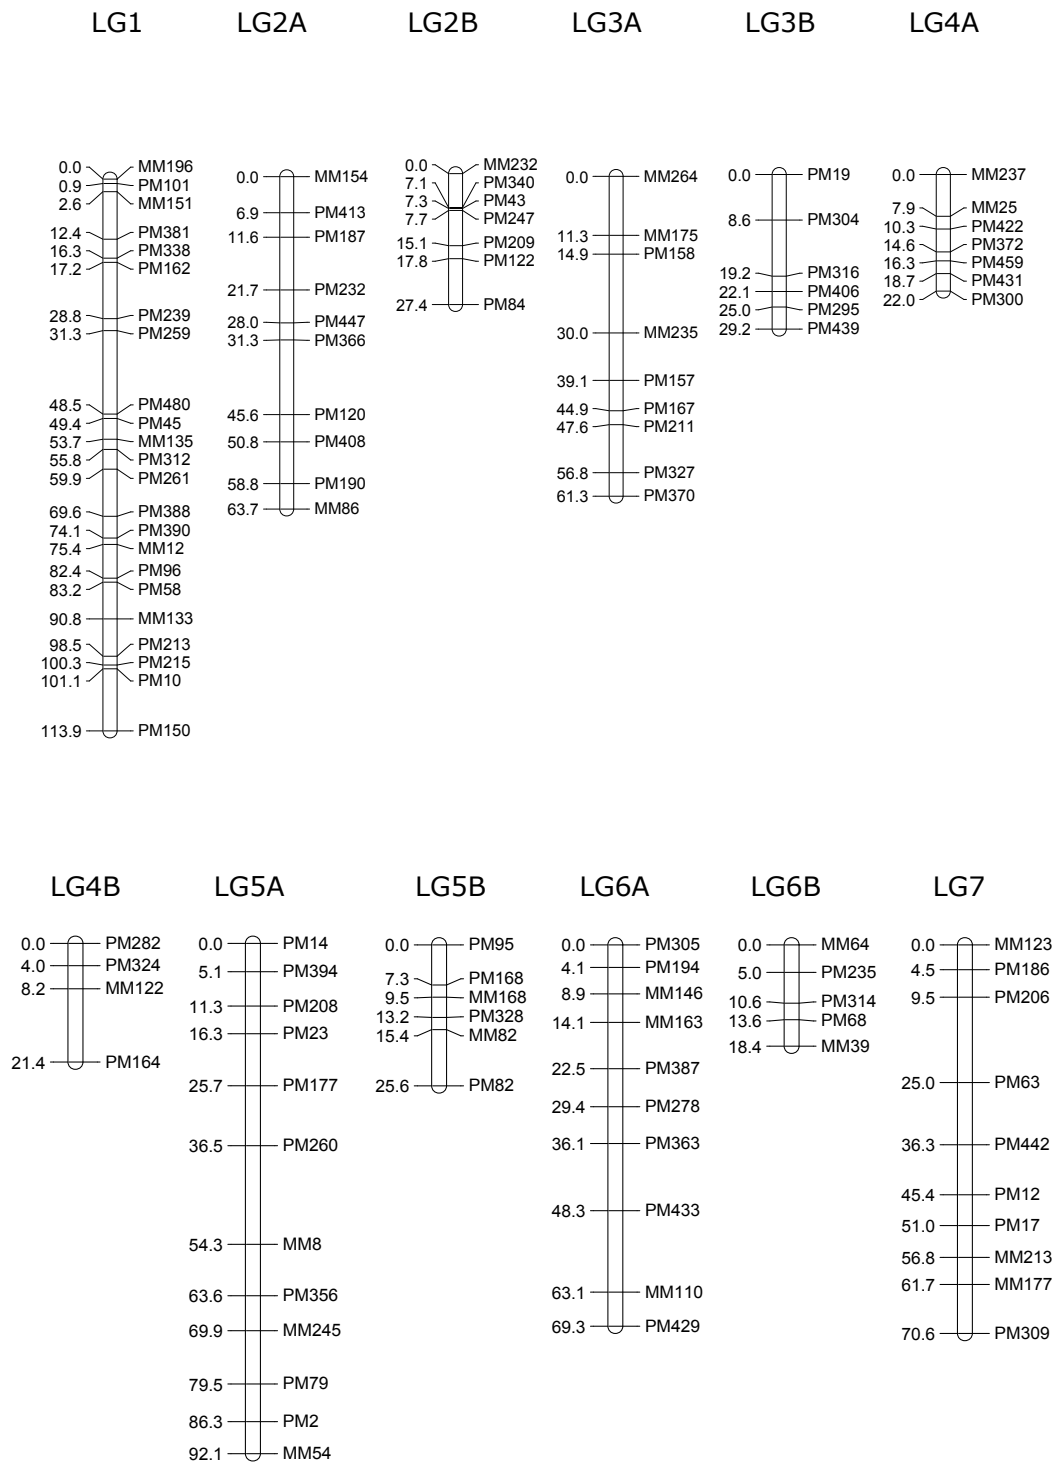 LG1 LG2A LG2B LG3A LG3B LG4A
0.0 MM196
0.9 PM101
2.6 MM151
12.4 PM381
16.3 PM338
17.2 PM162
28.8 PM239
31.3 PM259
48.5 PM480
49.4 PM45
53.7 MM135
55.8 PM312
59.9 PM261
69.6 PM388
74.1 PM390
75.4 MM12
82.4 PM96
83.2 PM58
90.8 MM133
98.5 PM213
100.3 PM215
101.1 PM10
113.9 PM150
0.0 MM154
6.9 PM413
11.6 PM187
21.7 PM232
28.0 PM447
31.3 PM366
45.6 PM120
50.8 PM408
58.8 PM190
63.7 MM86
0.0 MM232
7.1 PM340
7.3 PM43
7.7 PM247
15.1 PM209
17.8 PM122
27.4 PM84
0.0 MM264
11.3 MM175
14.9 PM158
30.0 MM235
39.1 PM157
44.9 PM167
47.6 PM211
56.8 PM327
61.3 PM370
0.0 PM19
8.6 PM304
19.2 PM316
22.1 PM406
25.0 PM295
29.2 PM439
0.0 MM237
7.9 MM25
10.3 PM422
14.6 PM372
16.3 PM459
18.7 PM431
22.0 PM300
LG4B LG5A LG5B LG6A LG6B LG7
0.0 PM282
4.0 PM324
8.2 MM122
21.4 PM164
0.0 PM14
5.1 PM394
11.3 PM208
16.3 PM23
25.7 PM177
36.5 PM260
54.3 MM8
63.6 PM356
69.9 MM245
79.5 PM79
86.3 PM2
92.1 MM54
0.0 PM95
7.3 PM168
9.5 MM168
13.2 PM328
15.4 MM82
25.6 PM82
0.0 PM305
4.1 PM194
8.9 MM146
14.1 MM163
22.5 PM387
29.4 PM278
36.1 PM363
48.3 PM433
63.1 MM110
69.3 PM429
0.0 MM64
5.0 PM235
10.6 PM314
13.6 PM68
18.4 MM39
0.0 MM123
4.5 PM186
9.5 PM206
25.0 PM63
36.3 PM442
45.4 PM12
51.0 PM17
56.8 MM213
61.7 MM177
70.6 PM309